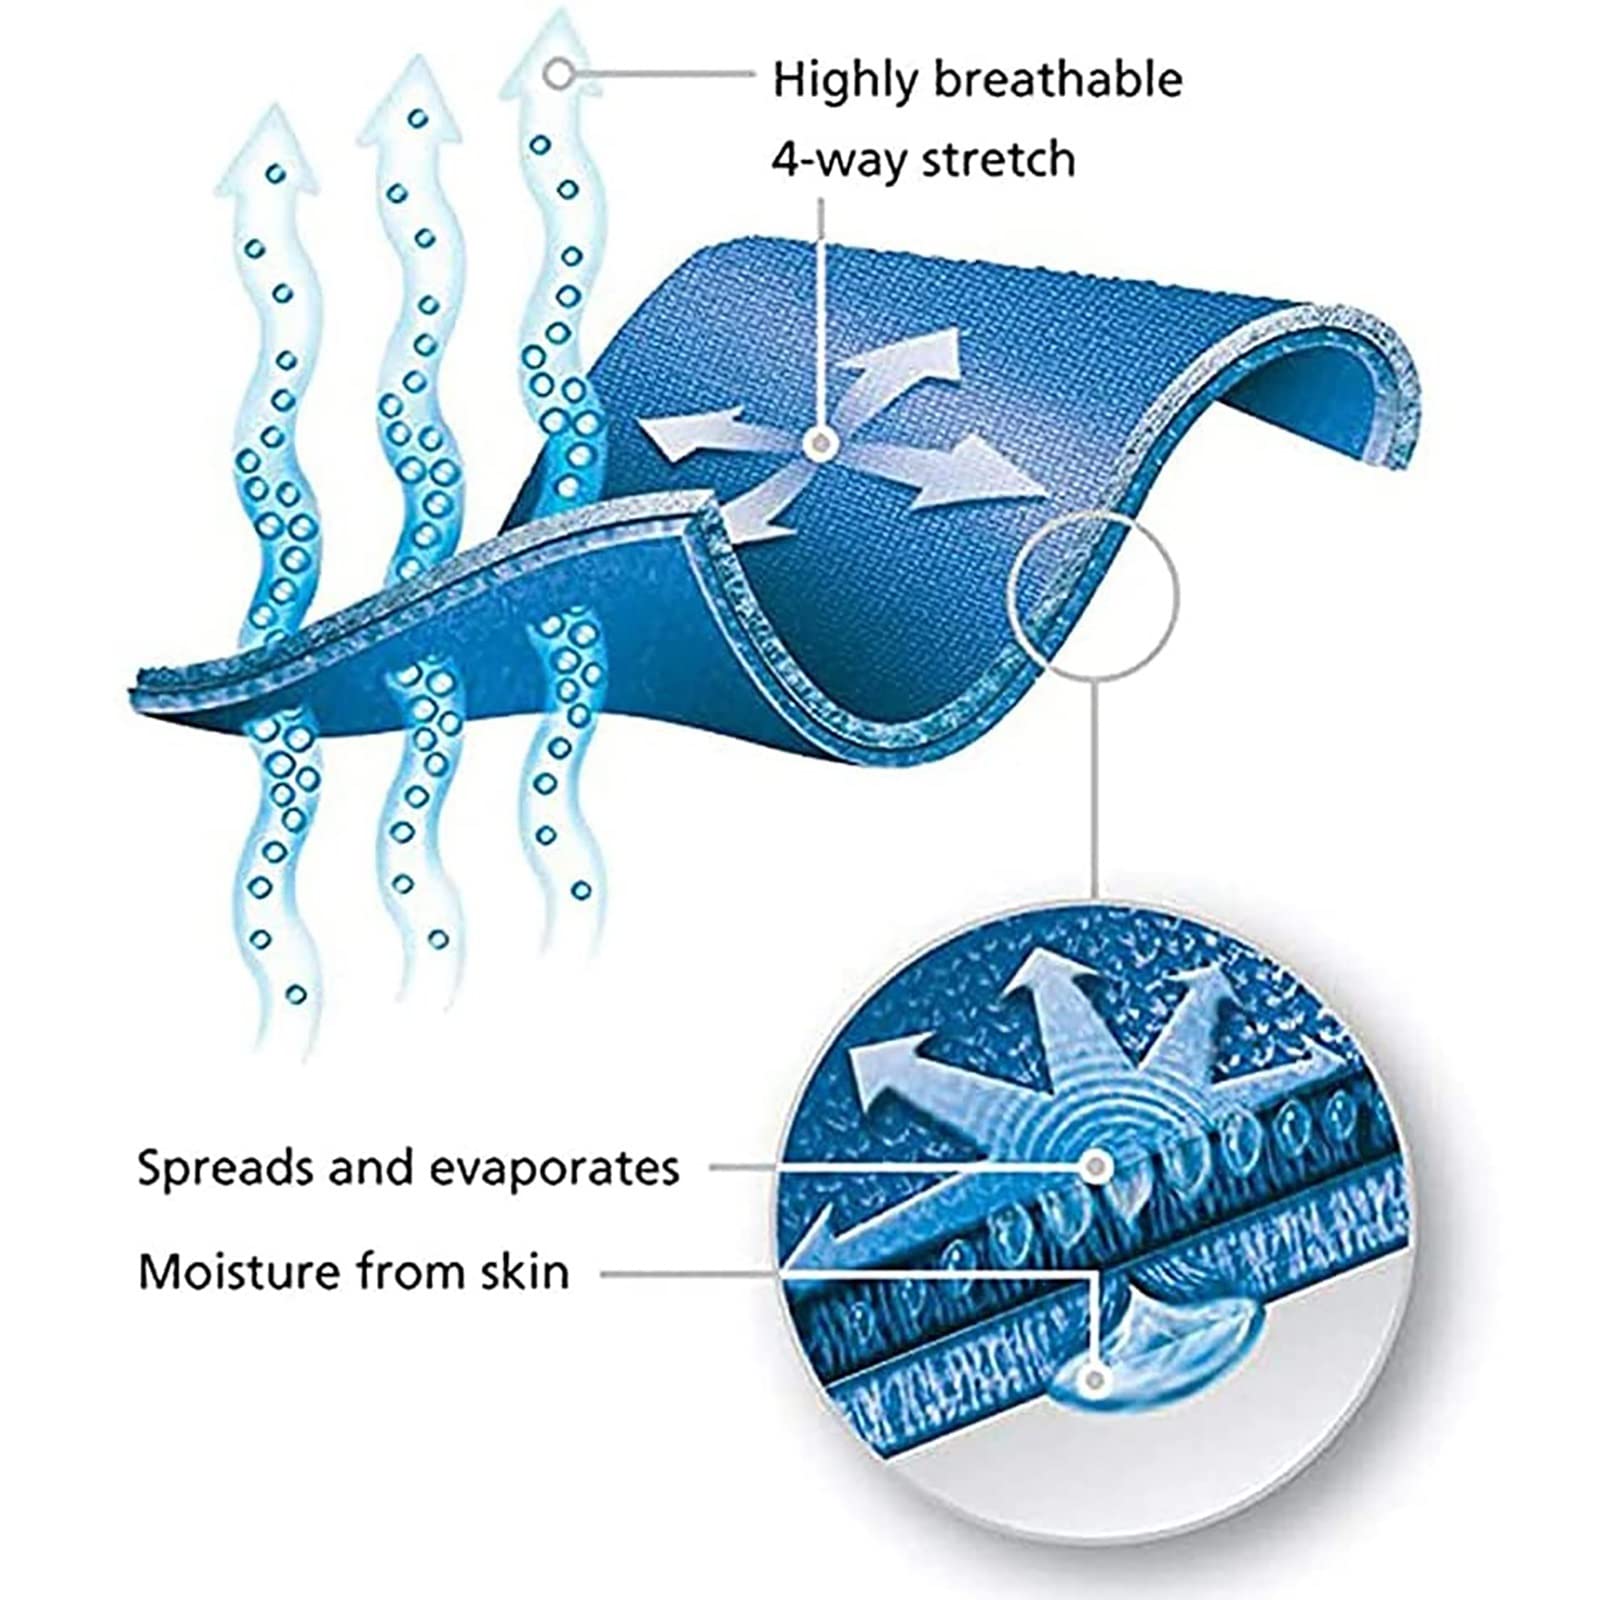 Highly breathable
4-way stretch
Spreads and evaporates
Moisture from skin